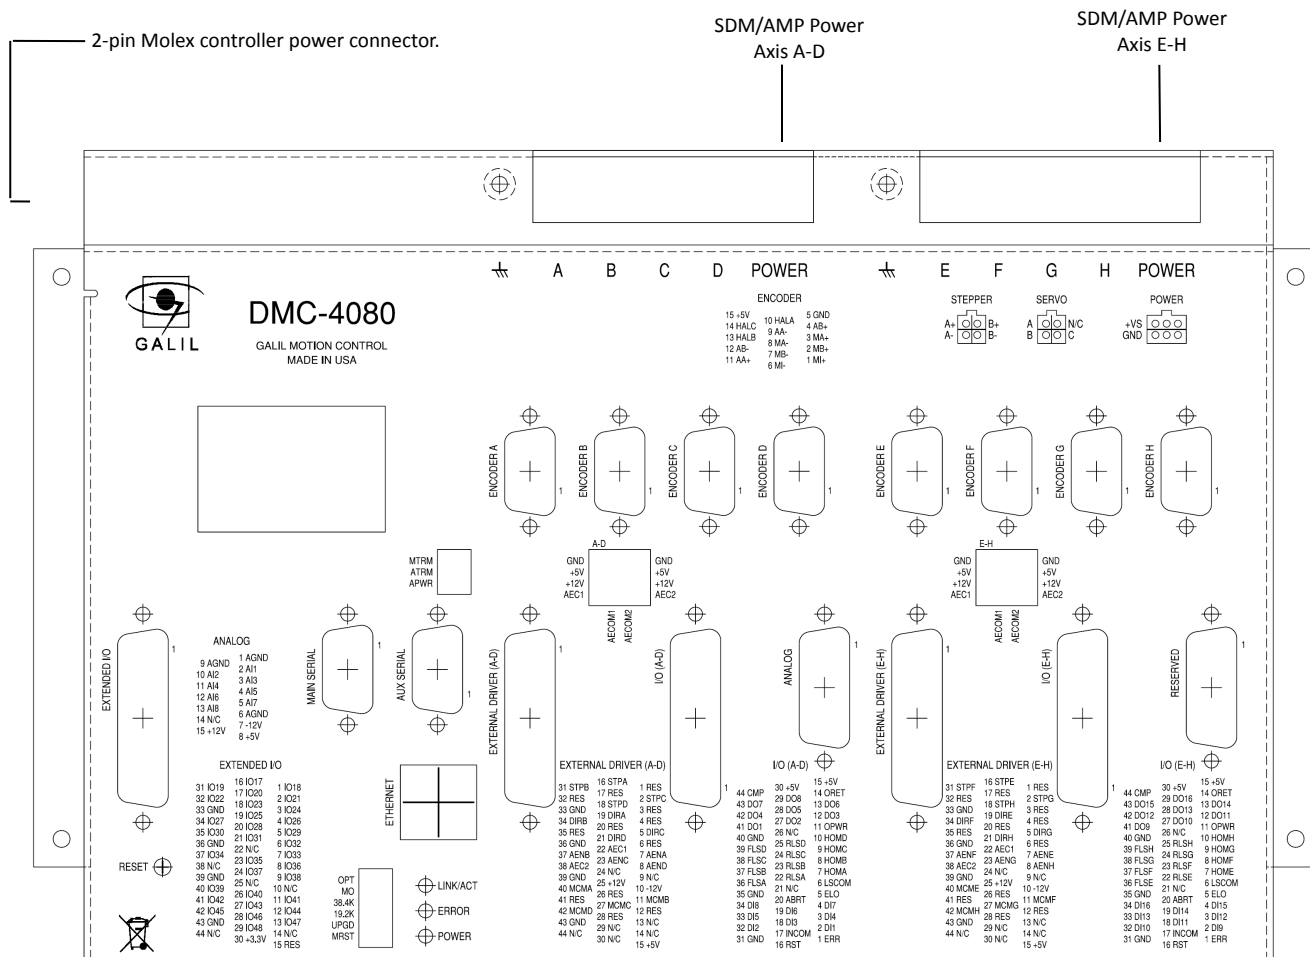 2-pin Molex controller power connector.
SDM/AMP Power
Axis A-D
SDM/AMP Power
Axis E-H
A B C D POWER
E F G H POWER
GALIL
DMC-4080
GALIL MOTION CONTROL
MADE IN USA
ENCODER
15 +5V
14 HALC
13 HALB
12 AB-
11 AA+
10 HALA
9 AA-
8 MA-
7 MB-
6 MI-
5 GND
4 AB+
3 MA+
2 MB+
1 MI+
STEPPER
A+ B+
A- B-
SERVO
A N/C
B C
POWER
+VS
GND
ENCODER A
1
ENCODER B
1
ENCODER C
1
ENCODER D
1
ENCODER E
1
ENCODER F
1
ENCODER G
1
ENCODER H
1
MTRM
ATRM
APWR
A-D
GND
+5V
+12V
AEC1
GND
+5V
+12V
AEC2
AECOM1
AECOM2
E-H
GND
+5V
+12V
AEC1
GND
+5V
+12V
AEC2
AECOM1
AECOM2
EXTENDED I/O
1
ANALOG
9 AGND
10 AI2
11 AI4
12 AI6
13 AI8
14 N/C
15 +12V
1 AGND
2 AI1
3 AI3
4 AI5
5 AI7
6 AGND
7 -12V
8 +5V
MAIN SERIAL
1
AUX SERIAL
1
EXTERNAL DRIVER (A-D)
1
I/O (A-D)
1
ANALOG
1
EXTERNAL DRIVER (E-H)
1
I/O (E-H)
1
RESERVED
1
EXTENDED I/O
31 IO19
32 IO22
33 GND
34 IO27
35 IO30
36 GND
37 IO34
38 N/C
39 GND
40 IO39
41 IO42
42 IO45
43 GND
44 N/C
16 IO17
17 IO20
18 IO23
19 IO25
20 IO28
21 IO31
22 N/C
23 IO35
24 IO37
25 N/C
26 IO40
27 IO43
28 IO46
29 IO48
30 +3.3V
1 IO18
2 IO21
3 IO24
4 IO26
5 IO29
6 IO32
7 IO33
8 IO36
9 IO38
10 N/C
11 IO41
12 IO44
13 IO47
14 N/C
15 RES
ETHERNET
RESET
OPT
MO
38.4K
19.2K
UPGD
MRST
LINK/ACT
ERROR
POWER
EXTERNAL DRIVER (A-D)
31 STPB
32 RES
33 GND
34 DIRB
35 RES
36 GND
37 AENB
38 AEC2
39 GND
40 MCMA
41 RES
42 MCMD
43 GND
44 N/C
16 STPA
17 RES
18 STPD
19 DIRA
20 RES
21 DIRD
22 AEC1
23 AENC
24 N/C
25 +12V
26 RES
27 MCMC
28 RES
29 N/C
30 N/C
1 RES
2 STPC
3 RES
4 RES
5 DIRC
6 RES
7 AENA
8 AEND
9 N/C
10 -12V
11 MCMB
12 RES
13 N/C
14 N/C
15 +5V
I/O (A-D)
44 CMP
43 DO7
42 DO4
41 DO1
40 GND
39 FLSD
38 FLSC
37 FLSB
36 FLSA
35 GND
34 DI8
33 DI5
32 DI2
31 GND
30 +5V
29 DO8
28 DO5
27 DO2
26 N/C
25 RLSD
24 RLSC
23 RLSB
22 RLSA
21 N/C
20 ABRT
19 DI6
18 DI3
17 INCOM
16 RST
15 +5V
14 ORET
13 DO6
12 DO3
11 OPWR
10 HOMD
9 HOMC
8 HOMB
7 HOMA
6 LSCOM
5 ELO
4 DI7
3 DI4
2 DI1
1 ERR
EXTERNAL DRIVER (E-H)
31 STPF
32 RES
33 GND
34 DIRF
35 RES
36 GND
37 AENF
38 AEC2
39 GND
40 MCME
41 RES
42 MCMH
43 GND
44 N/C
16 STPE
17 RES
18 STPH
19 DIRE
20 RES
21 DIRH
22 AEC1
23 AENG
24 N/C
25 +12V
26 RES
27 MCMG
28 RES
29 N/C
30 N/C
1 RES
2 STPG
3 RES
4 RES
5 DIRG
6 RES
7 AENE
8 AENH
9 N/C
10 -12V
11 MCMF
12 RES
13 N/C
14 N/C
15 +5V
I/O (E-H)
44 CMP
43 DO15
42 DO12
41 DO9
40 GND
39 FLSH
38 FLSG
37 FLSF
36 FLSE
35 GND
34 DI16
33 DI13
32 DI10
31 GND
30 +5V
29 DO16
28 DO13
27 DO10
26 N/C
25 RLSH
24 RLSG
23 RLSF
22 RLSE
21 N/C
20 ABRT
19 DI14
18 DI11
17 INCOM
16 RST
15 +5V
14 ORET
13 DO14
12 DO11
11 OPWR
10 HOMH
9 HOMG
8 HOMF
7 HOME
6 LSCOM
5 ELO
4 DI15
3 DI12
2 DI9
1 ERR